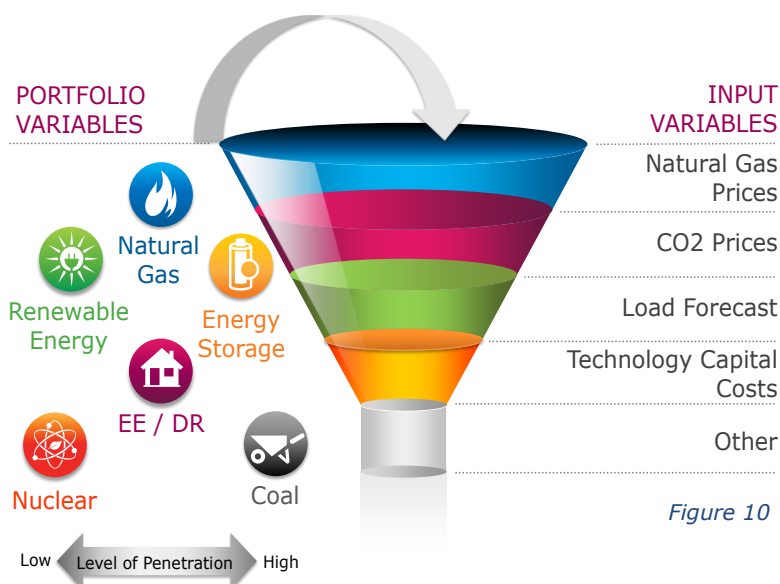 PORTFOLIO
VARIABLES
Natural
Gas
Renewable
Energy
Energy
Storage
EE / DR
Nuclear
Coal
Low
Level of Penetration
High
INPUT
VARIABLES
Natural Gas
Prices
CO2 Prices
Load Forecast
Technology Capital
Costs
Other
Figure 10